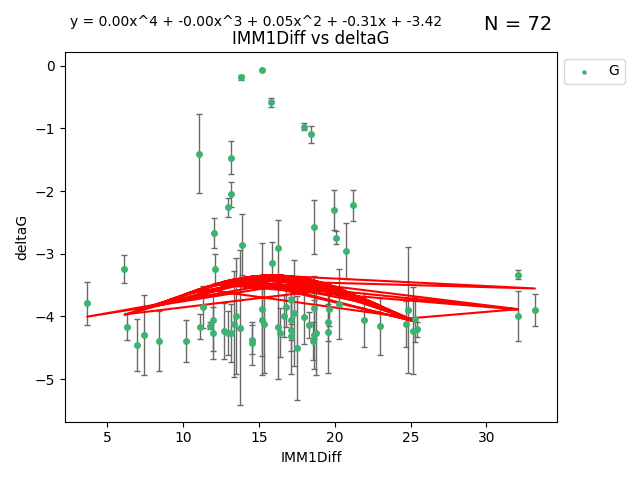 y = 0.00x^4 + -0.00x^3 + 0.05x^2 + -0.31x + -3.42
N = 72
IMM1Diff vs deltaG
G
deltaG
0
−1
−2
−3
−4
−5
5 10 15 20 25 30
IMM1Diff